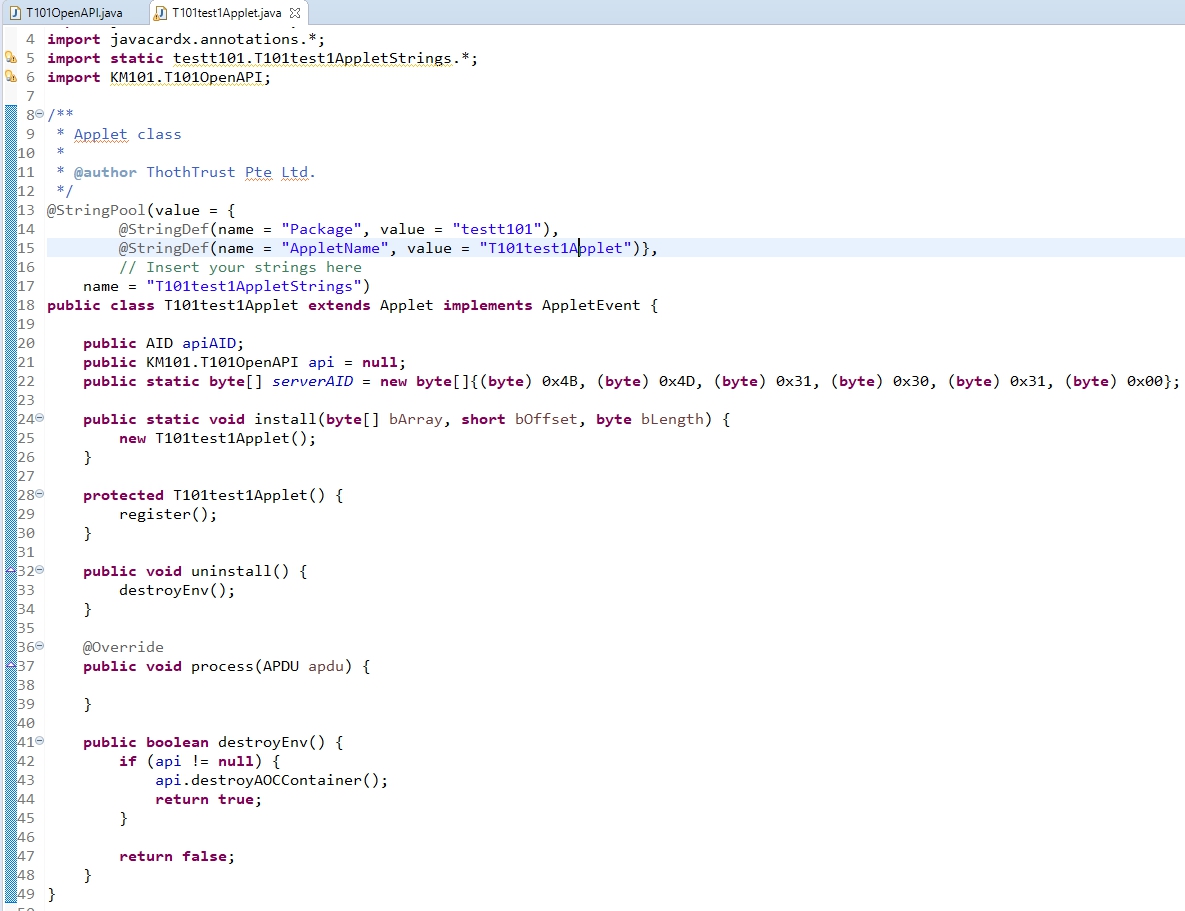 T101OpenAPI.java T101test1Applet.java
4 import javacardx.annotations.*;
5 import static testt101.T101test1AppletStrings.*;
6 import KM101.T101OpenAPI;
7
8 /**
9  * Applet class
10  *
11  * @author ThothTrust Pte Ltd.
12  */
13 @StringPool(value = {
14         @StringDef(name = "Package", value = "testt101"),
15         @StringDef(name = "AppletName", value = "T101test1Applet")},
16         // Insert your strings here
17     name = "T101test1AppletStrings")
18 public class T101test1Applet extends Applet implements AppletEvent {
19
20     public AID apiAID;
21     public KM101.T101OpenAPI api = null;
22     public static byte[] serverAID = new byte[]{(byte) 0x4B, (byte) 0x4D, (byte) 0x31, (byte) 0x30, (byte) 0x31, (byte) 0x00};
23
24     public static void install(byte[] bArray, short bOffset, byte bLength) {
25         new T101test1Applet();
26     }
27
28     protected T101test1Applet() {
29         register();
30     }
31
32     public void uninstall() {
33         destroyEnv();
34     }
35
36     @Override
37     public void process(APDU apdu) {
38
39     }
40
41     public boolean destroyEnv() {
42         if (api != null) {
43             api.destroyAOCContainer();
44             return true;
45         }
46
47         return false;
48     }
49 }